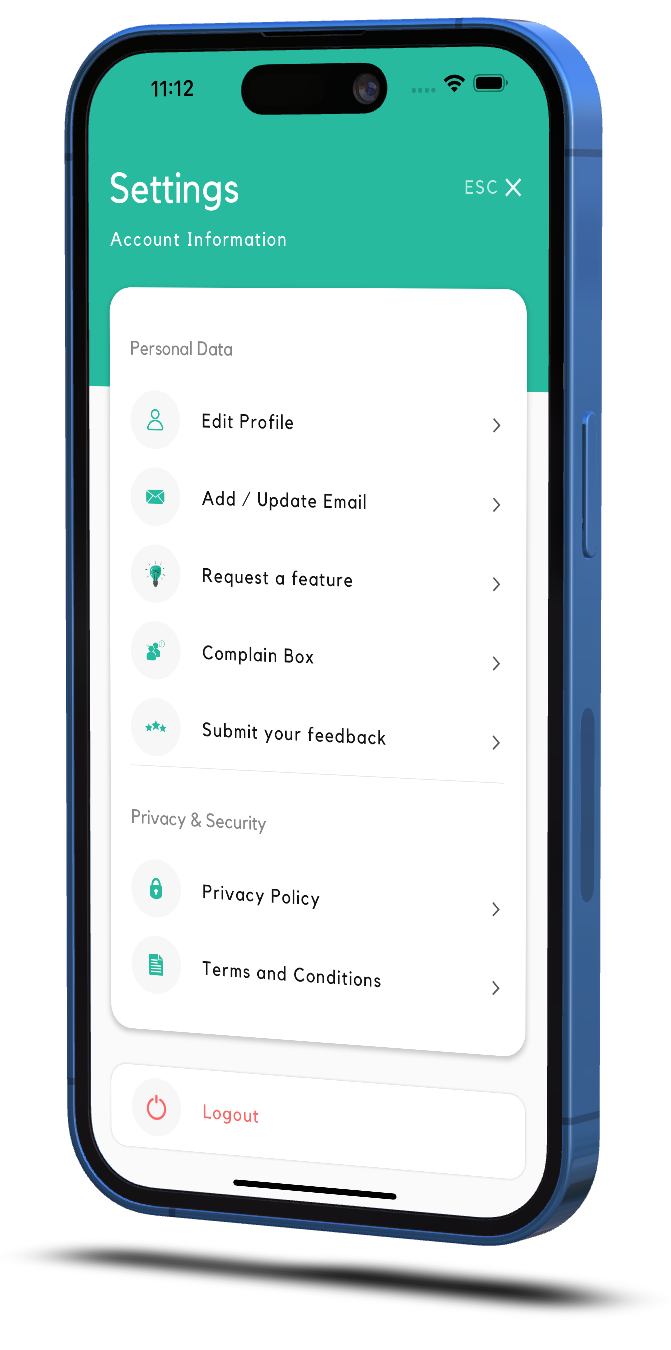 11:12
Settings
ESC X
Account Information
Personal Data
Edit Profile
Add / Update Email
Request a feature
Complain Box
Submit your feedback
Privacy & Security
Privacy Policy
Terms and Conditions
Logout